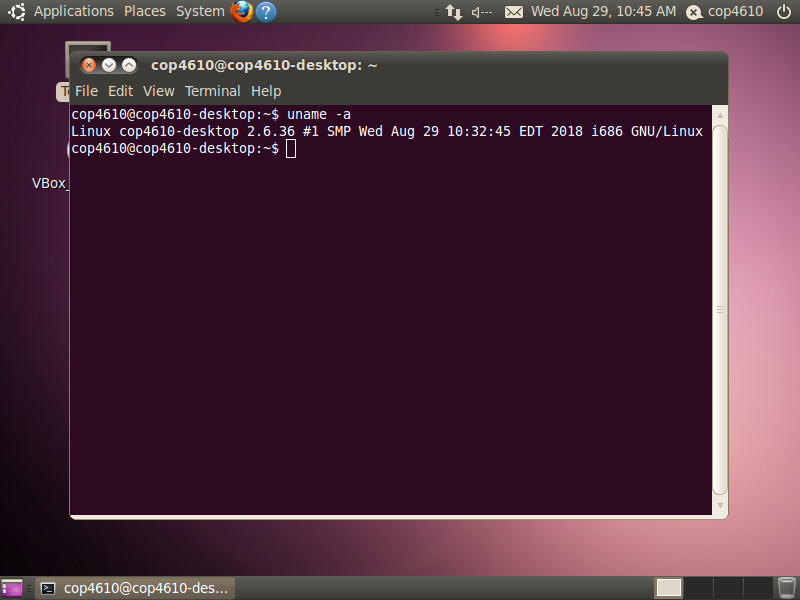 Applications Places System ? Wed Aug 29, 10:45 AM cop4610
cop4610@cop4610-desktop: ~
File Edit View Terminal Help
cop4610@cop4610-desktop:~$ uname -a
Linux cop4610-desktop 2.6.36 #1 SMP Wed Aug 29 10:32:45 EDT 2018 i686 GNU/Linux
cop4610@cop4610-desktop:~$
VBox_
cop4610@cop4610-des...